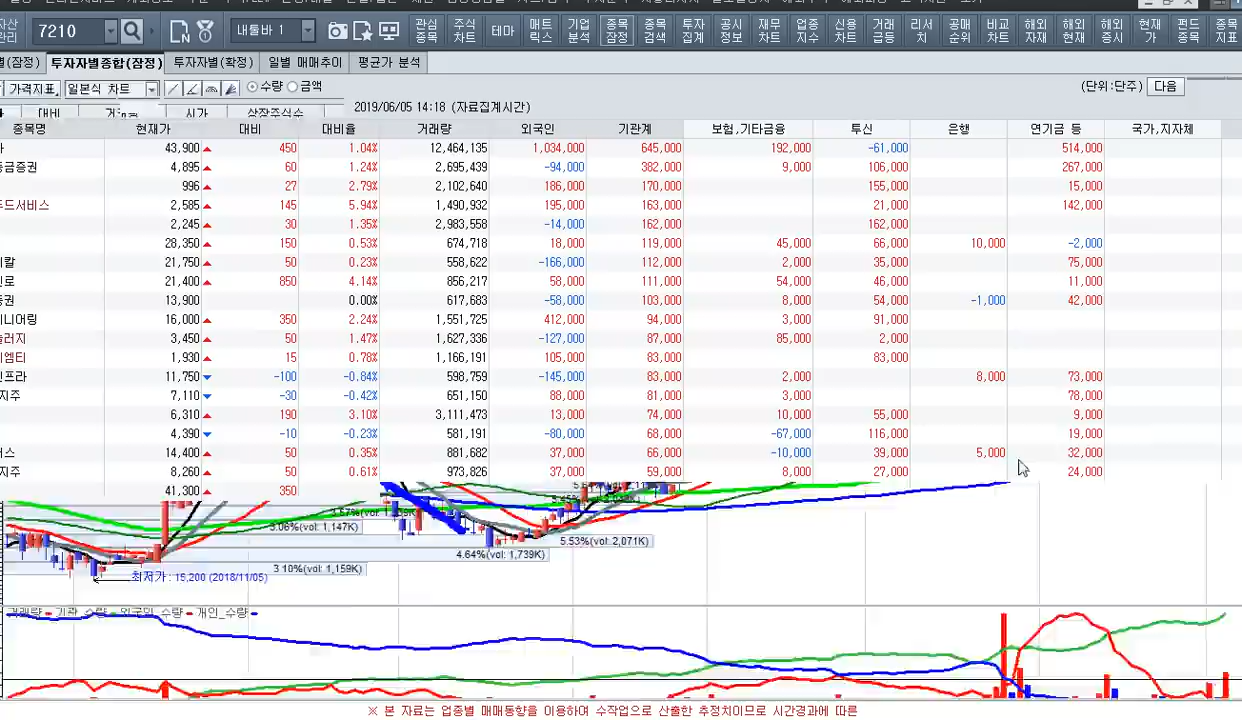 7210 내툴바 1 관심종목 주식차트 테마 매트릭스 기업분석 종목잠정 종목검색 투자집계 공시정보 재무차트 업종지수 신용차트 거래급등 리서치 공매순위 비교차트 해외자재 해외현재 해외증시 현재가 펀드종목 종목지표
(잠정) 투자자별종합(잠정) 투자자별(확정) 일별 매매추이 평균가 분석
가격지표 일본식 차트 수량 금액 (단위:단주) 다음
2019/06/05 14:18 (자료집계시간)
종목명 현재가 대비 대비율 거래량 외국인 기관계 보험,기타금융 투신 은행 연기금 등 국가,지자체
43,900 450 1.04% 12,464,135 1,034,000 645,000 192,000 -61,000 514,000
금증권 4,895 60 1.24% 2,695,439 -94,000 382,000 9,000 106,000 267,000
996 27 2.79% 2,102,640 186,000 170,000 155,000 15,000
드서비스 2,585 145 5.94% 1,490,932 195,000 163,000 21,000 142,000
2,245 30 1.35% 2,983,558 -14,000 162,000 162,000
28,350 150 0.53% 674,718 18,000 119,000 45,000 66,000 10,000 -2,000
칼 21,750 50 0.23% 558,622 -166,000 112,000 2,000 35,000 75,000
로 21,400 850 4.14% 856,217 58,000 111,000 54,000 46,000 11,000
권 13,900 0.00% 617,683 -58,000 103,000 8,000 54,000 -1,000 42,000
니어링 16,000 350 2.24% 1,551,725 412,000 94,000 3,000 91,000
러지 3,450 50 1.47% 1,627,336 -127,000 87,000 85,000 2,000
엠티 1,930 15 0.78% 1,166,191 105,000 83,000 83,000
프라 11,750 -100 -0.84% 598,759 -145,000 83,000 2,000 8,000 73,000
지주 7,110 -30 -0.42% 651,150 88,000 81,000 3,000 78,000
6,310 190 3.10% 3,111,473 13,000 74,000 10,000 55,000 9,000
4,390 -10 -0.23% 581,191 -80,000 68,000 -67,000 116,000 19,000
스 14,400 50 0.35% 881,682 37,000 66,000 -10,000 39,000 5,000 32,000
지주 8,260 50 0.61% 973,826 37,000 59,000 8,000 27,000 24,000
41,300 350
3.06%(vol: 1,147K)
5.53%(vol: 2,071K)
4.64%(vol: 1,739K)
3.10%(vol: 1,159K)
최저가 : 15,200 (2018/11/05)
거래량 기관_수량 외국인_수량 개인_수량
※ 본 자료는 업종별 매매동향을 이용하여 수작업으로 산출한 추정치이므로 시간경과에 따른